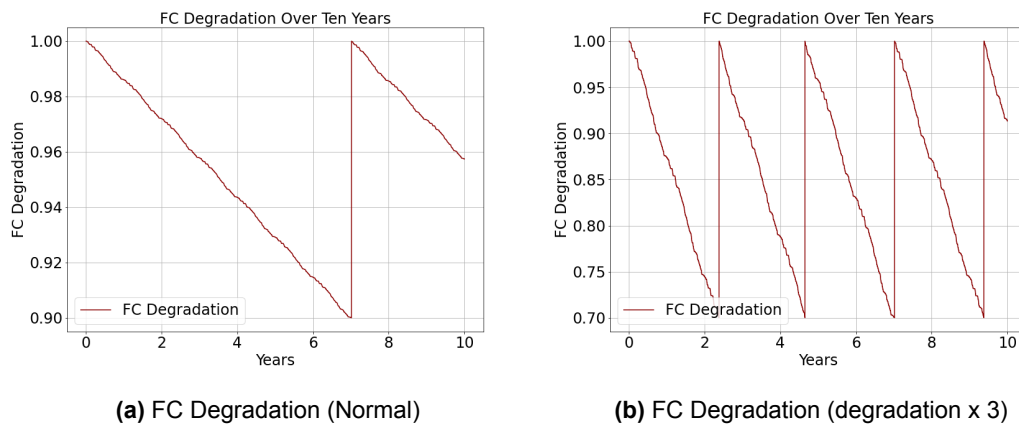 FC Degradation Over Ten Years
1.00
0.98
0.96
0.94
0.92
0.90
FC Degradation
FC Degradation
0 2 4 6 8 10
Years
(a) FC Degradation (Normal)
FC Degradation Over Ten Years
1.00
0.95
0.90
0.85
0.80
0.75
0.70
FC Degradation
FC Degradation
0 2 4 6 8 10
Years
(b) FC Degradation (degradation x 3)